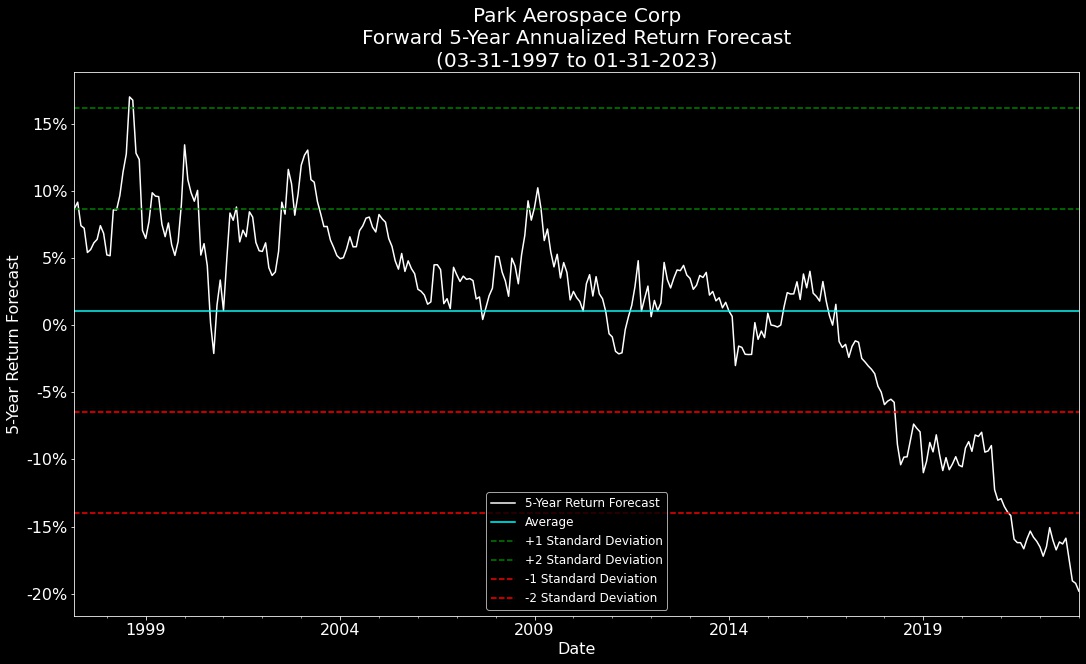 Park Aerospace Corp
Forward 5-Year Annualized Return Forecast
(03-31-1997 to 01-31-2023)
5-Year Return Forecast
15%
10%
5%
0%
-5%
-10%
-15%
-20%
5-Year Return Forecast
Average
+1 Standard Deviation
+2 Standard Deviation
-1 Standard Deviation
-2 Standard Deviation
1999
2004
2009
2014
2019
Date